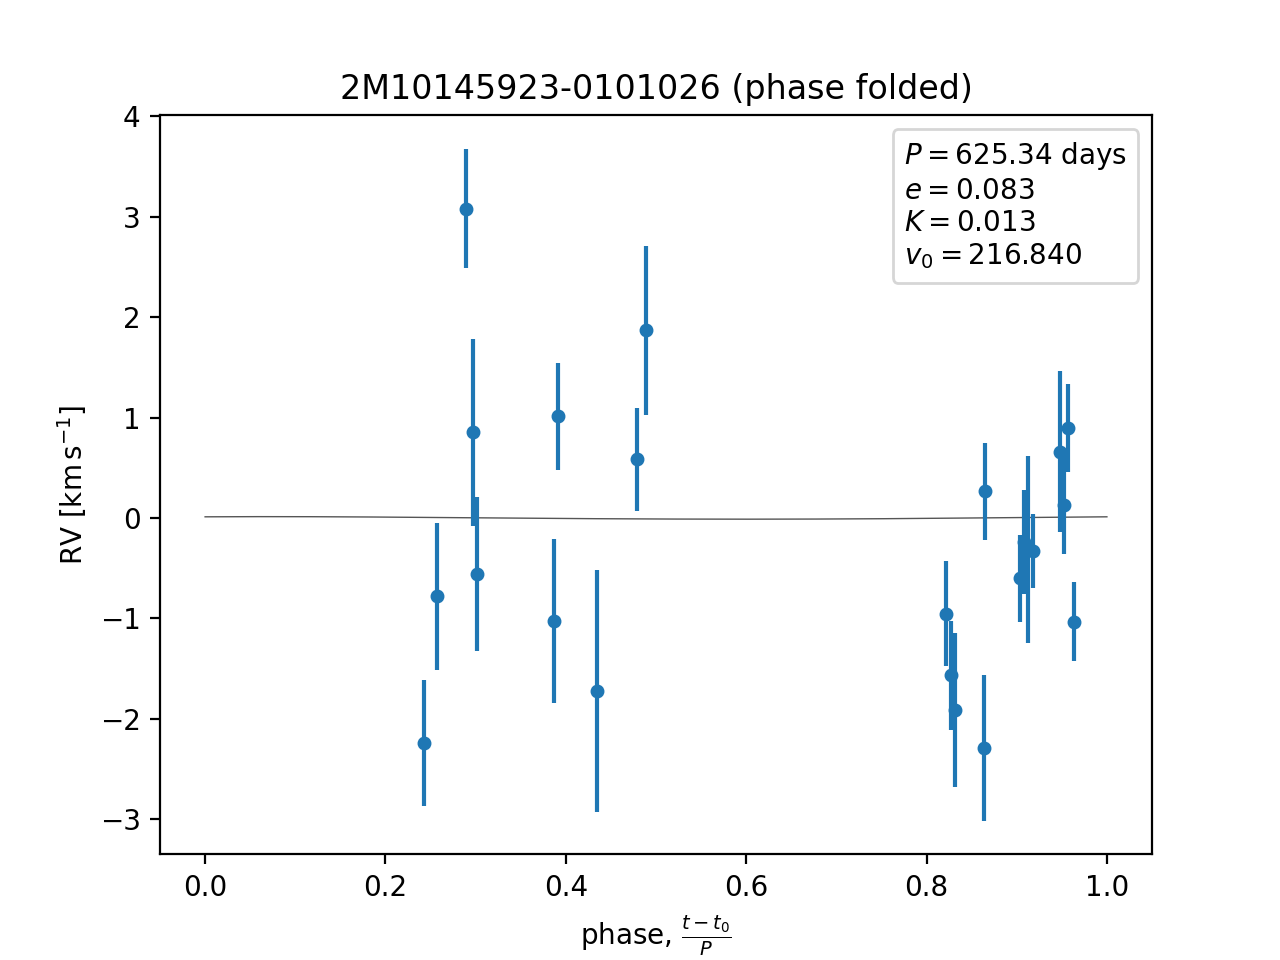 2M10145923-0101026 (phase folded)
P = 625.34 days
e = 0.083
K = 0.013
v₀ = 216.840
4
3
2
1
0
−1
−2
−3
RV [km s⁻¹]
0.0 0.2 0.4 0.6 0.8 1.0
phase, (t − t₀)/P